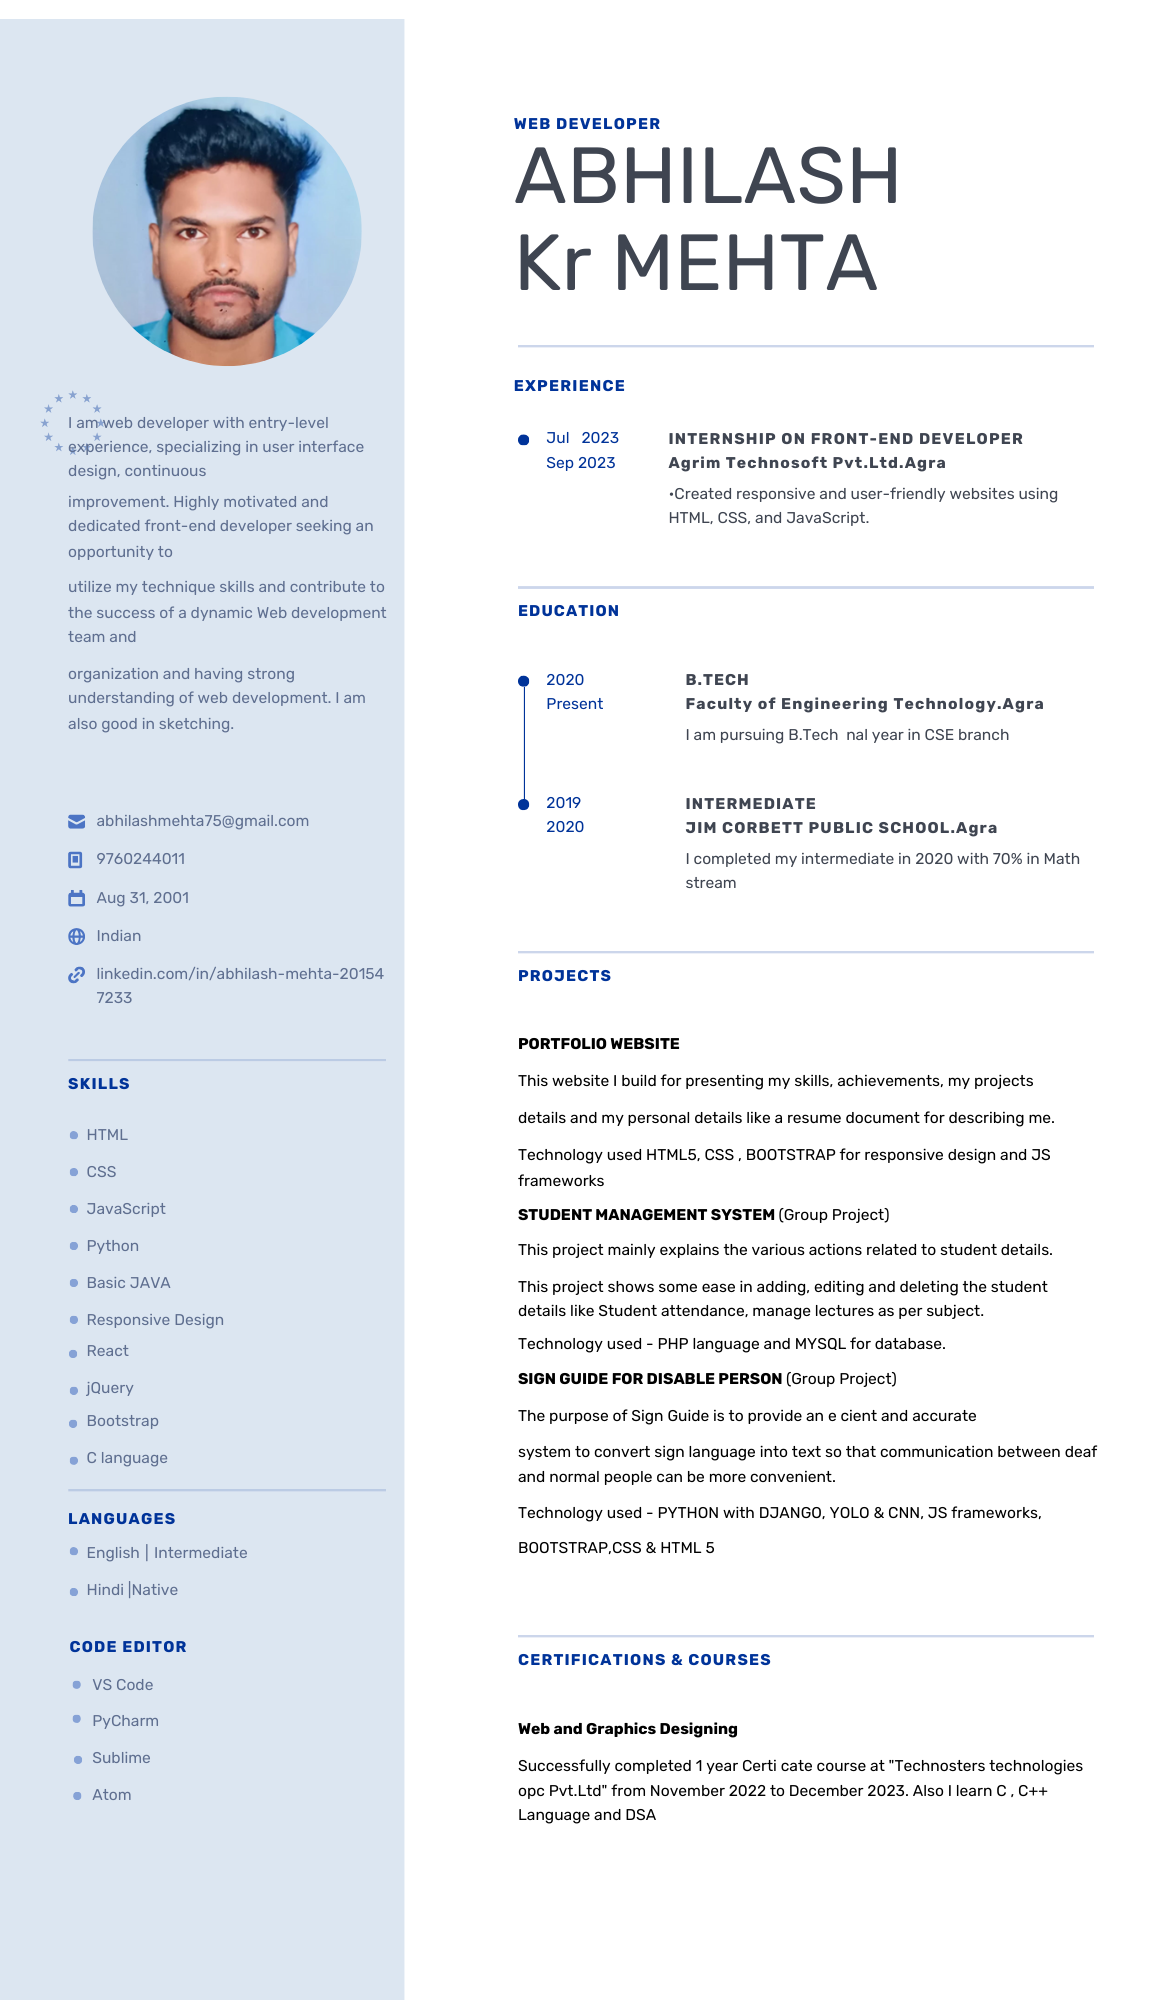 I am web developer with entry-level
experience, specializing in user interface
design, continuous
improvement. Highly motivated and
dedicated front-end developer seeking an
opportunity to
utilize my technique skills and contribute to
the success of a dynamic Web development
team and
organization and having strong
understanding of web development. I am
also good in sketching.
abhilashmehta75@gmail.com
9760244011
Aug 31, 2001
Indian
linkedin.com/in/abhilash-mehta-20154
7233
SKILLS
HTML
CSS
JavaScript
Python
Basic JAVA
Responsive Design
React
jQuery
Bootstrap
C language
LANGUAGES
English | Intermediate
Hindi |Native
CODE EDITOR
VS Code
PyCharm
Sublime
Atom
WEB DEVELOPER
ABHILASH
Kr MEHTA
EXPERIENCE
Jul 2023
Sep 2023
INTERNSHIP ON FRONT-END DEVELOPER
Agrim Technosoft Pvt.Ltd.Agra
•Created responsive and user-friendly websites using
HTML, CSS, and JavaScript.
EDUCATION
2020
Present
B.TECH
Faculty of Engineering Technology.Agra
I am pursuing B.Tech nal year in CSE branch
2019
2020
INTERMEDIATE
JIM CORBETT PUBLIC SCHOOL.Agra
I completed my intermediate in 2020 with 70% in Math
stream
PROJECTS
PORTFOLIO WEBSITE
This website I build for presenting my skills, achievements, my projects
details and my personal details like a resume document for describing me.
Technology used HTML5, CSS , BOOTSTRAP for responsive design and JS
frameworks
STUDENT MANAGEMENT SYSTEM (Group Project)
This project mainly explains the various actions related to student details.
This project shows some ease in adding, editing and deleting the student
details like Student attendance, manage lectures as per subject.
Technology used - PHP language and MYSQL for database.
SIGN GUIDE FOR DISABLE PERSON (Group Project)
The purpose of Sign Guide is to provide an e cient and accurate
system to convert sign language into text so that communication between deaf
and normal people can be more convenient.
Technology used - PYTHON with DJANGO, YOLO & CNN, JS frameworks,
BOOTSTRAP,CSS & HTML 5
CERTIFICATIONS & COURSES
Web and Graphics Designing
Successfully completed 1 year Certi cate course at "Technosters technologies
opc Pvt.Ltd" from November 2022 to December 2023. Also I learn C , C++
Language and DSA